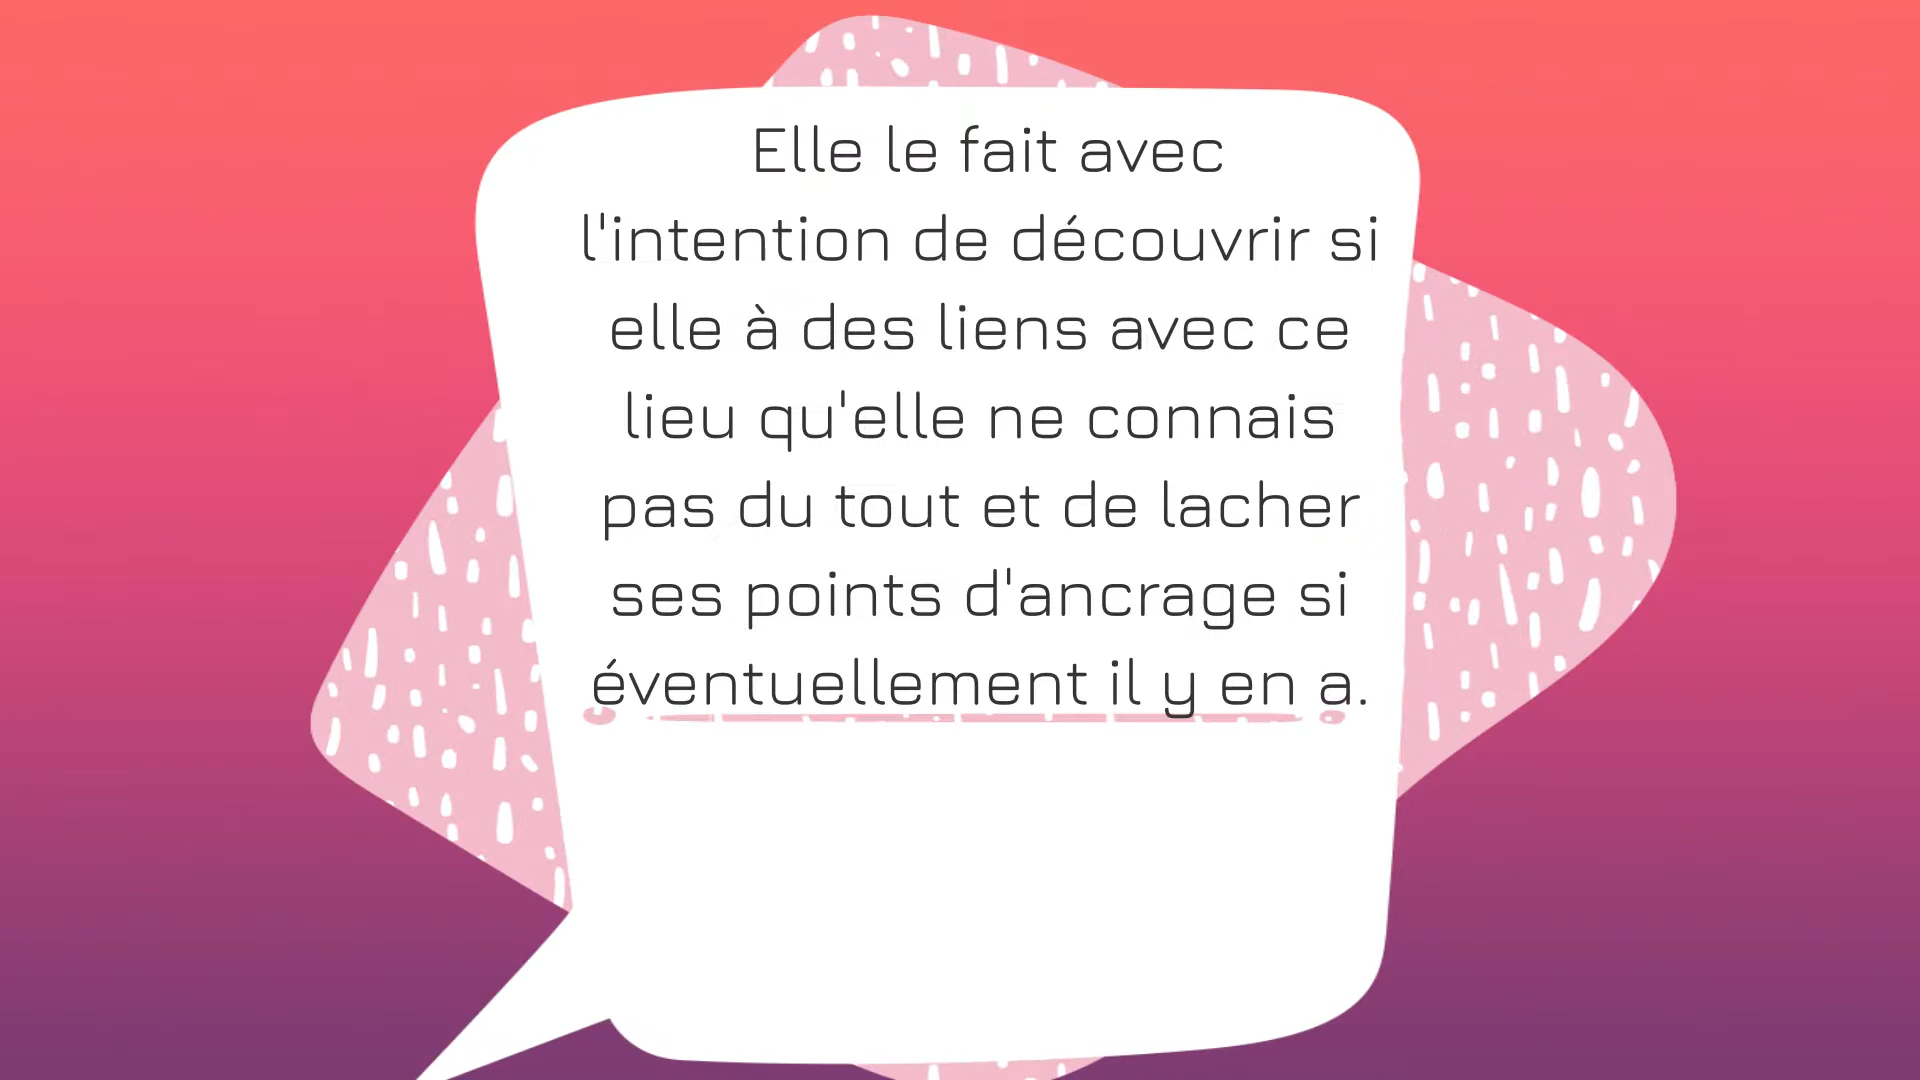 Elle le fait avec
l'intention de découvrir si
elle à des liens avec ce
lieu qu'elle ne connais
pas du tout et de lacher
ses points d'ancrage si
éventuellement il y en a.